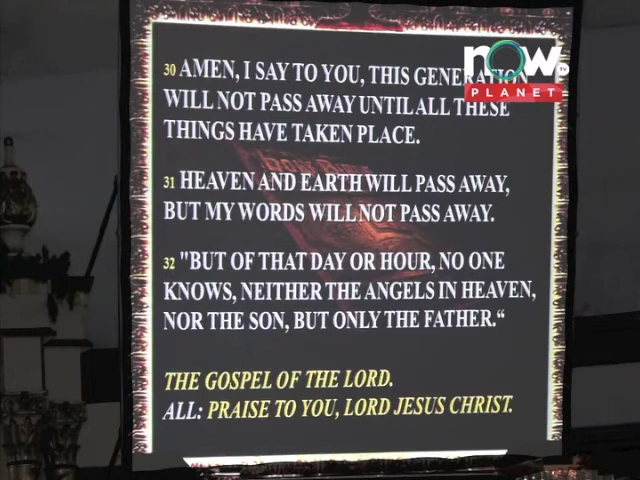 now
TV
PLANET
30 AMEN, I SAY TO YOU, THIS GENERATION
WILL NOT PASS AWAY UNTIL ALL THESE
THINGS HAVE TAKEN PLACE.
31 HEAVEN AND EARTH WILL PASS AWAY,
BUT MY WORDS WILL NOT PASS AWAY.
32 "BUT OF THAT DAY OR HOUR, NO ONE
KNOWS, NEITHER THE ANGELS IN HEAVEN,
NOR THE SON, BUT ONLY THE FATHER."
THE GOSPEL OF THE LORD.
ALL: PRAISE TO YOU, LORD JESUS CHRIST.